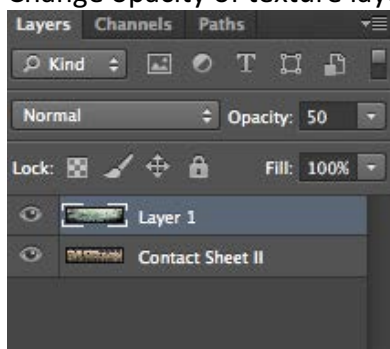 Change opacity of texture lay
Layers Channels Paths
Kind T
Normal Opacity: 50
Lock: Fill: 100%
Layer 1
Contact Sheet II